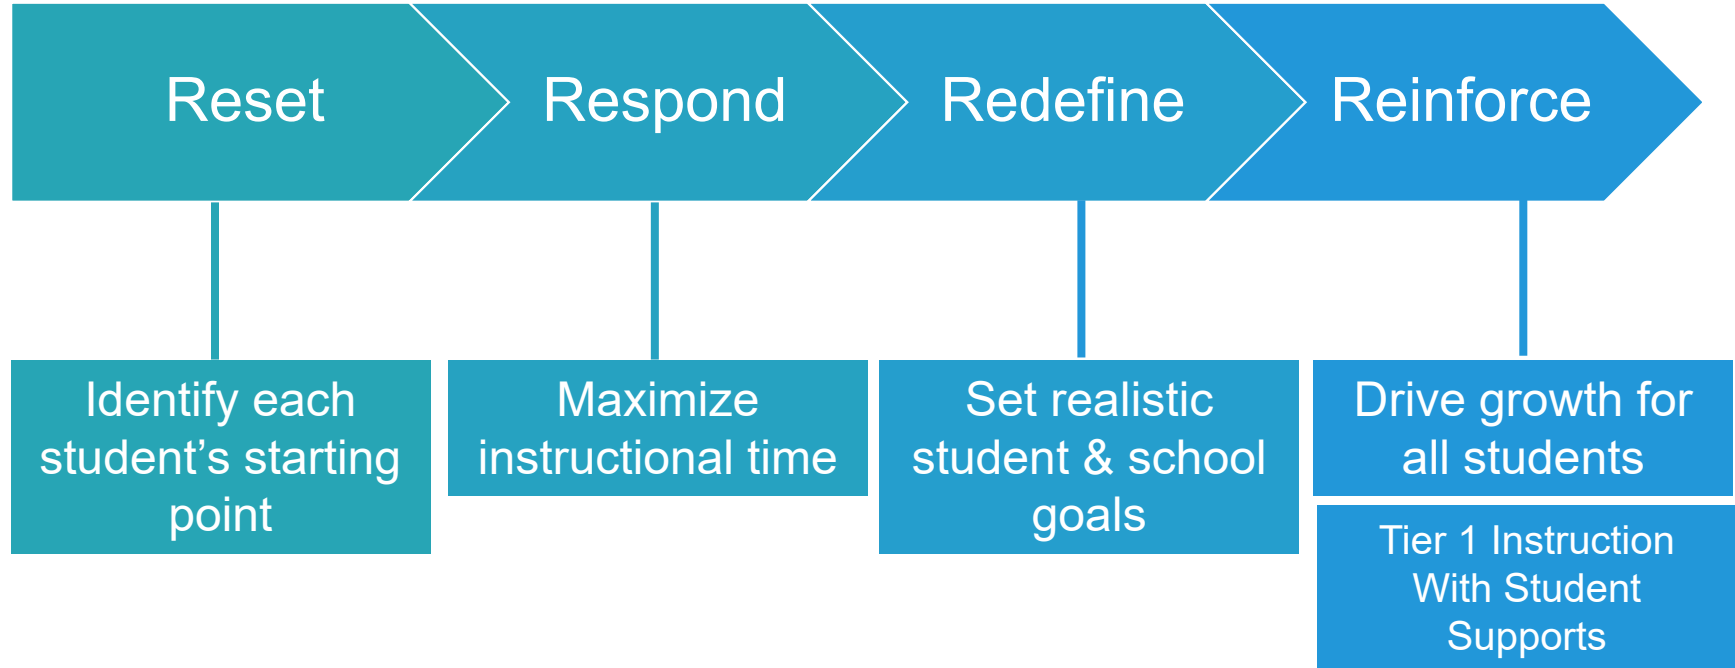 Reset
Respond
Redefine
Reinforce
Identify each
student’s starting
point
Maximize
instructional time
Set realistic
student & school
goals
Drive growth for
all students
Tier 1 Instruction
With Student
Supports